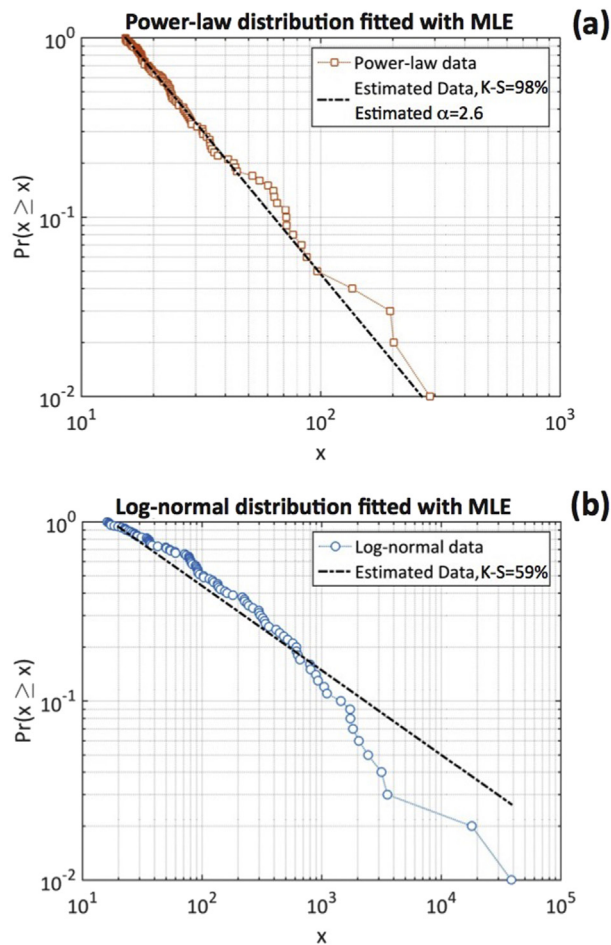 Power-law distribution fitted with MLE
(a)
Power-law data
Estimated Data,K-S=98%
Estimated α=2.6
Pr(x ≥ x)
10^0
10^-1
10^-2
10^1
10^2
10^3
x
Log-normal distribution fitted with MLE
(b)
Log-normal data
Estimated Data,K-S=59%
Pr(x ≥ x)
10^0
10^-1
10^-2
10^1
10^2
10^3
10^4
10^5
x